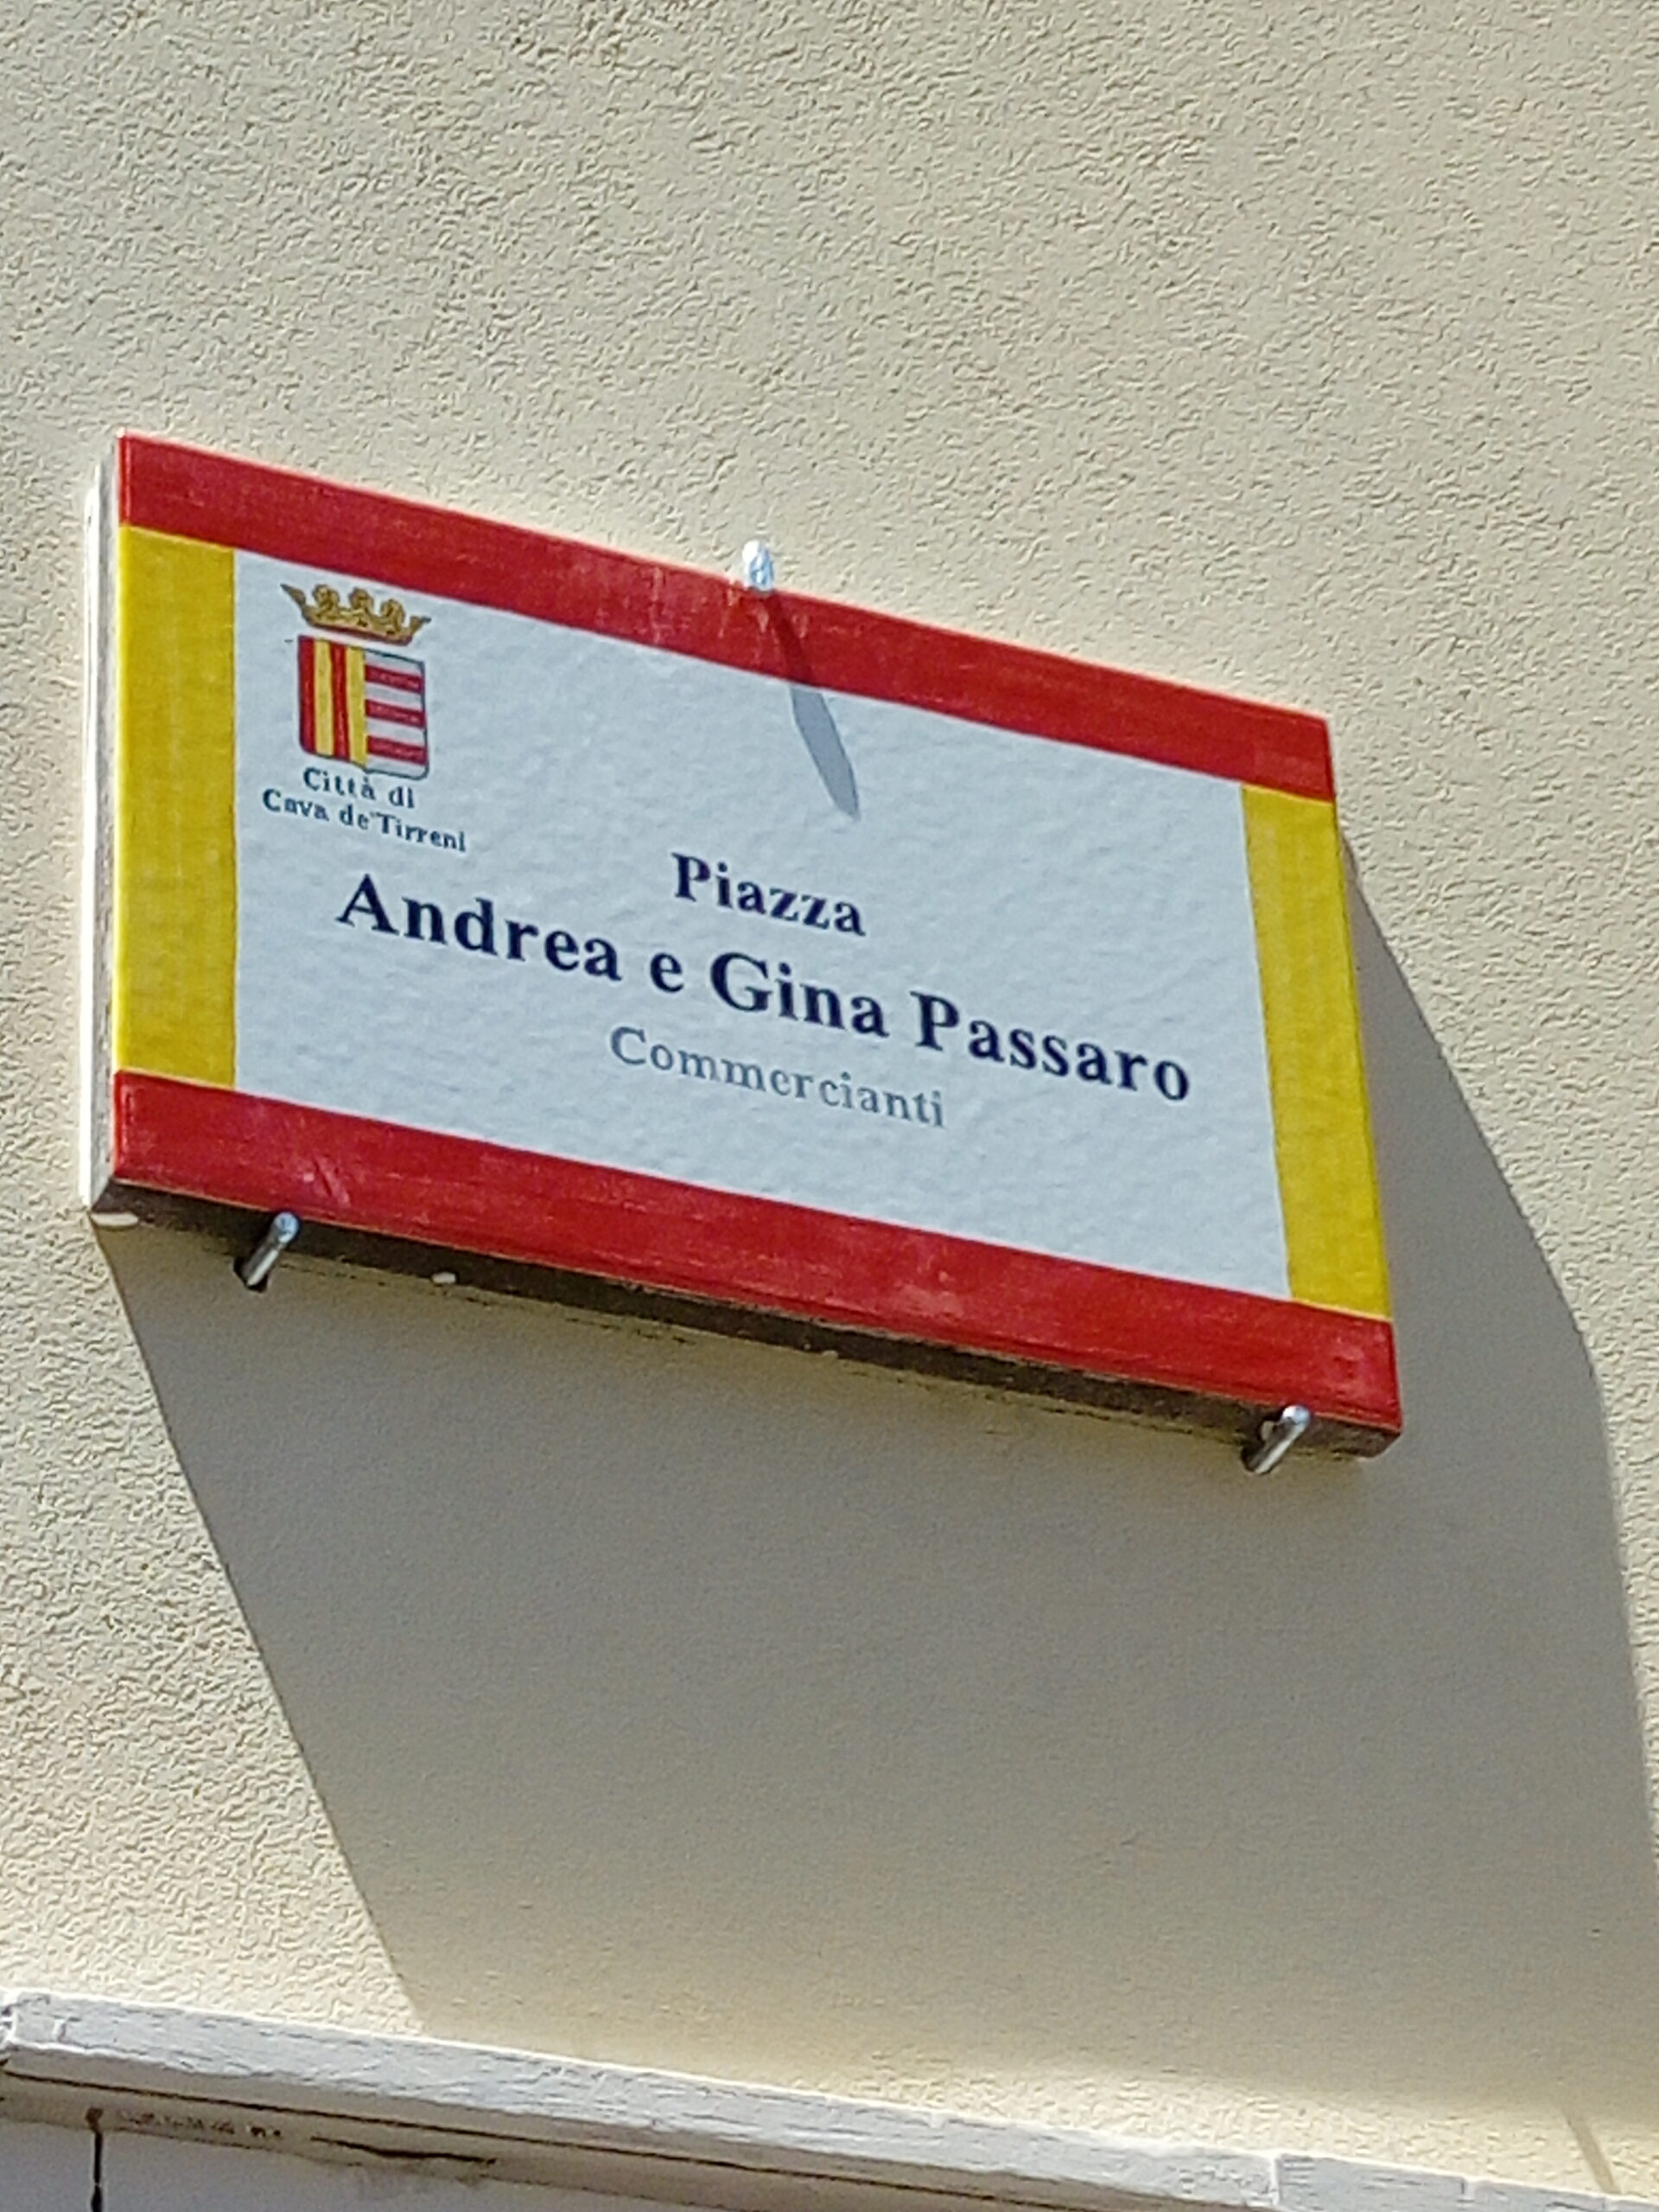 Città di
Cava de' Tirreni
Piazza
Andrea e Gina Passaro
Commercianti